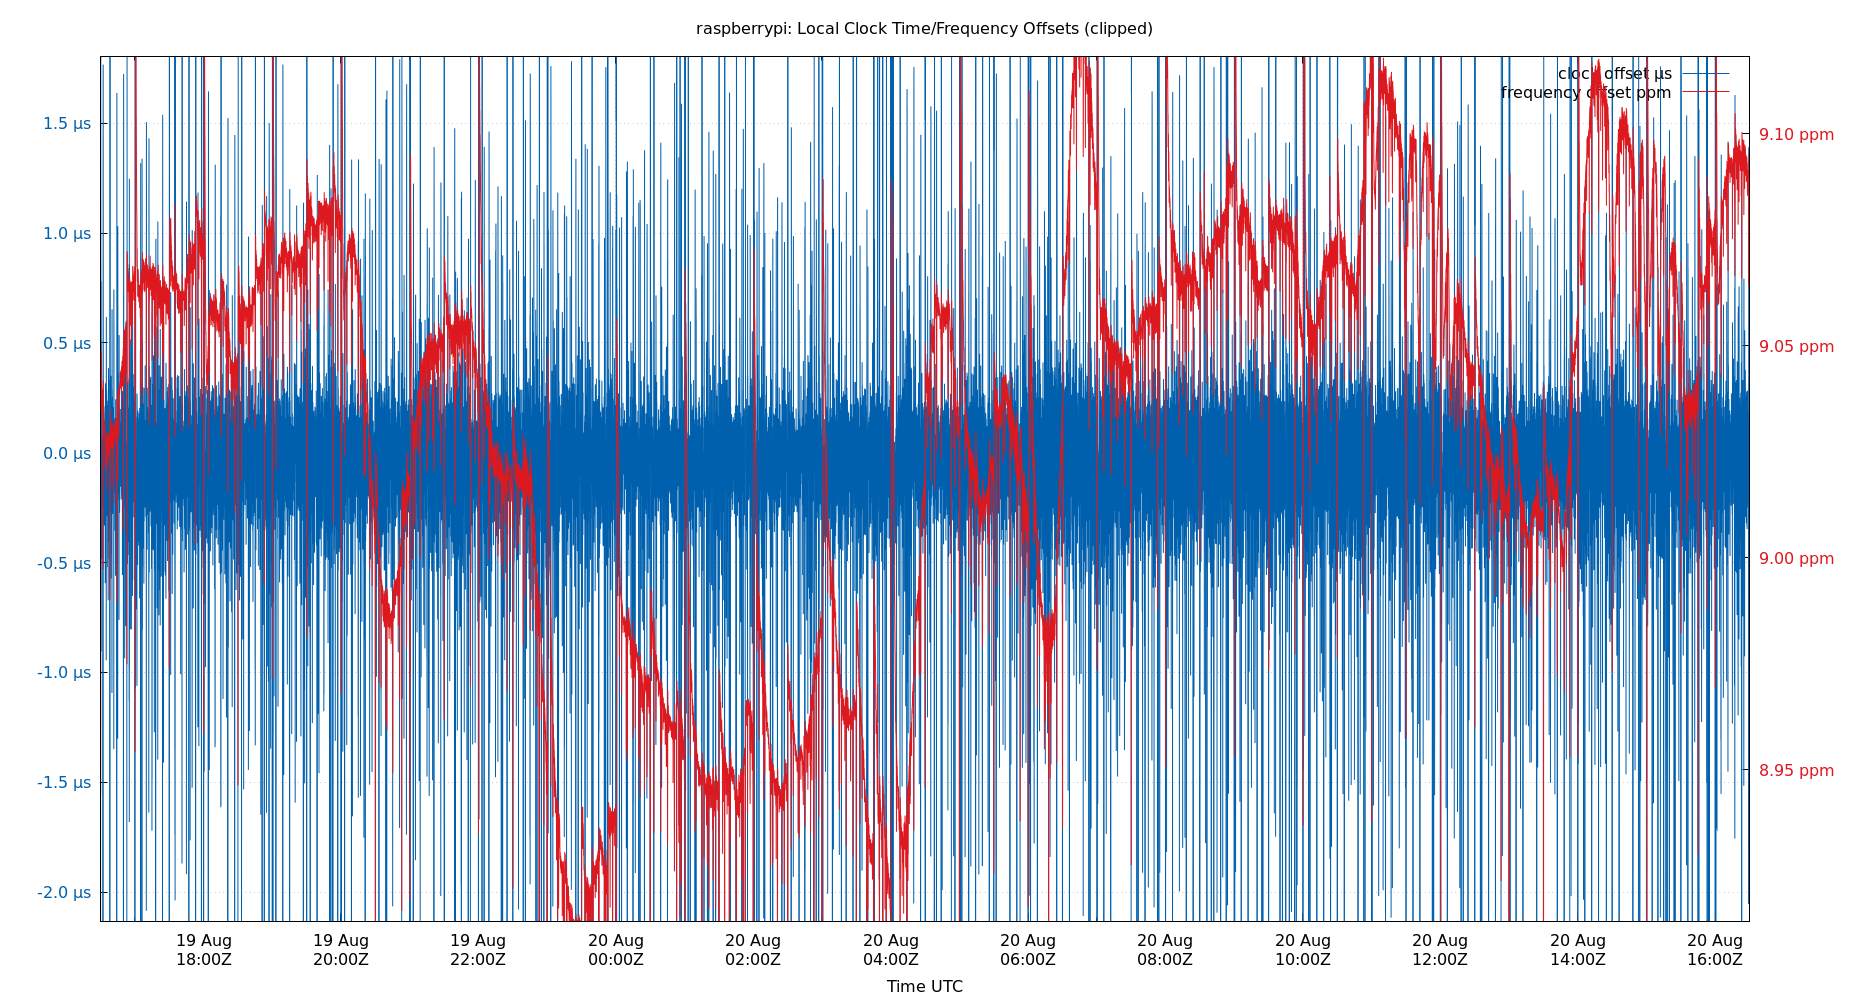 raspberrypi: Local Clock Time/Frequency Offsets (clipped)
clock offset µs
frequency offset ppm
1.5 µs
1.0 µs
0.5 µs
0.0 µs
-0.5 µs
-1.0 µs
-1.5 µs
-2.0 µs
9.10 ppm
9.05 ppm
9.00 ppm
8.95 ppm
19 Aug
18:00Z
19 Aug
20:00Z
19 Aug
22:00Z
20 Aug
00:00Z
20 Aug
02:00Z
20 Aug
04:00Z
20 Aug
06:00Z
20 Aug
08:00Z
20 Aug
10:00Z
20 Aug
12:00Z
20 Aug
14:00Z
20 Aug
16:00Z
Time UTC